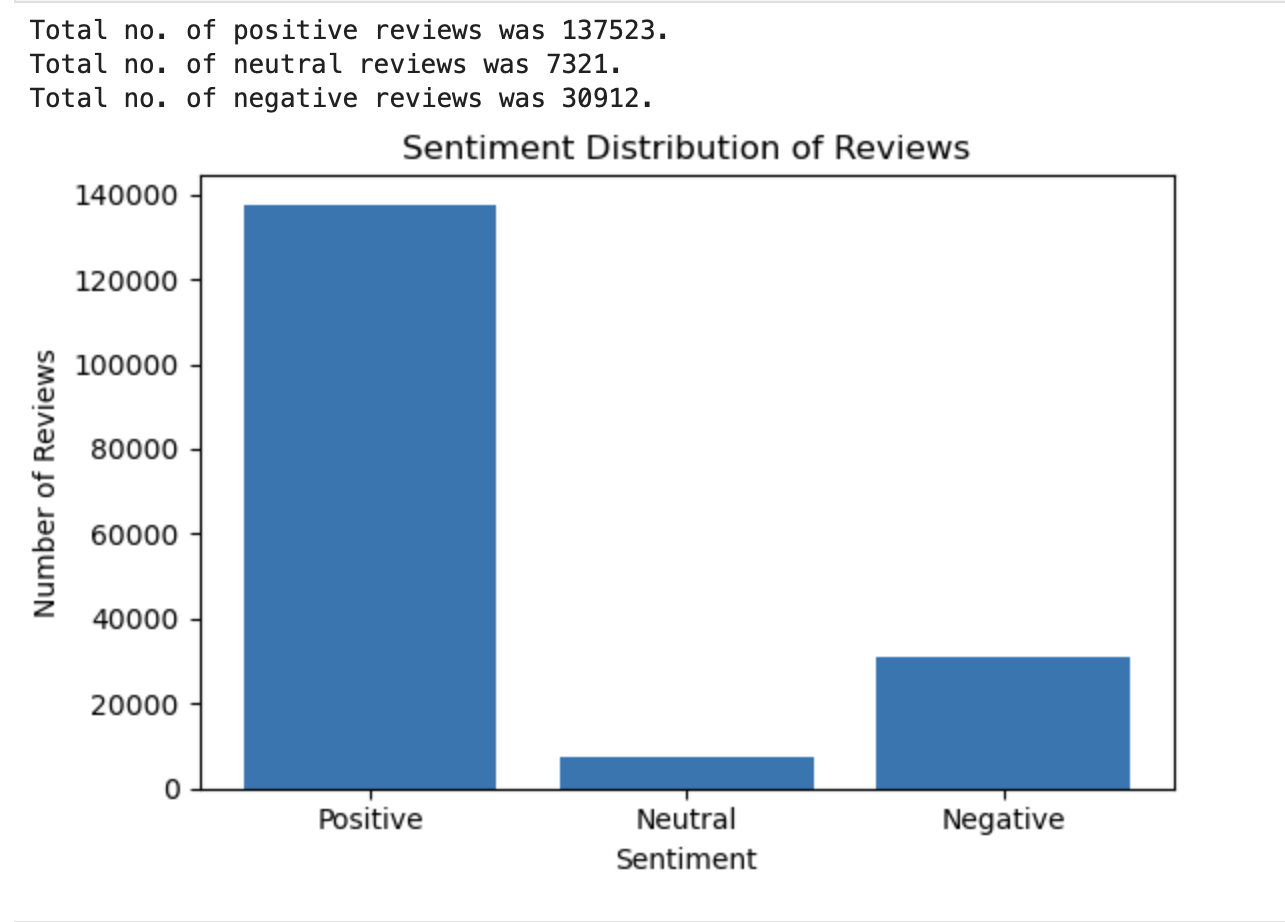 Total no. of positive reviews was 137523.
Total no. of neutral reviews was 7321.
Total no. of negative reviews was 30912.
Sentiment Distribution of Reviews
140000
120000
100000
80000
60000
40000
20000
0
Number of Reviews
Positive
Neutral
Negative
Sentiment